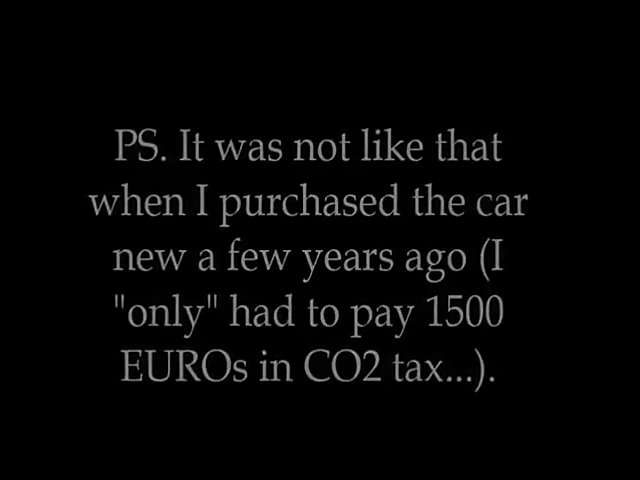 PS. It was not like that
when I purchased the car
new a few years ago (I
"only" had to pay 1500
EUROs in CO2 tax...).